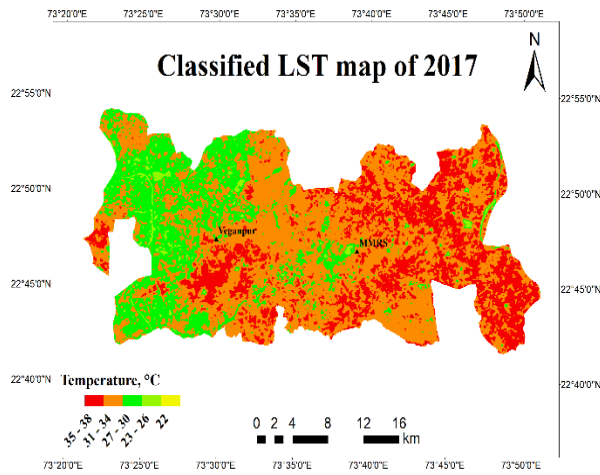 73°20'0"E 73°25'0"E 73°30'0"E 73°35'0"E 73°40'0"E 73°45'0"E 73°50'0"E
N
Classified LST map of 2017
22°55'0"N 22°55'0"N
22°50'0"N 22°50'0"N
Veganpur
MMRS
22°45'0"N 22°45'0"N
22°40'0"N 22°40'0"N
Temperature, °C
35 - 38 31 - 34 27 - 30 23 - 26 22
0 2 4 8 12 16
km
73°20'0"E 73°25'0"E 73°30'0"E 73°35'0"E 73°40'0"E 73°45'0"E 73°50'0"E